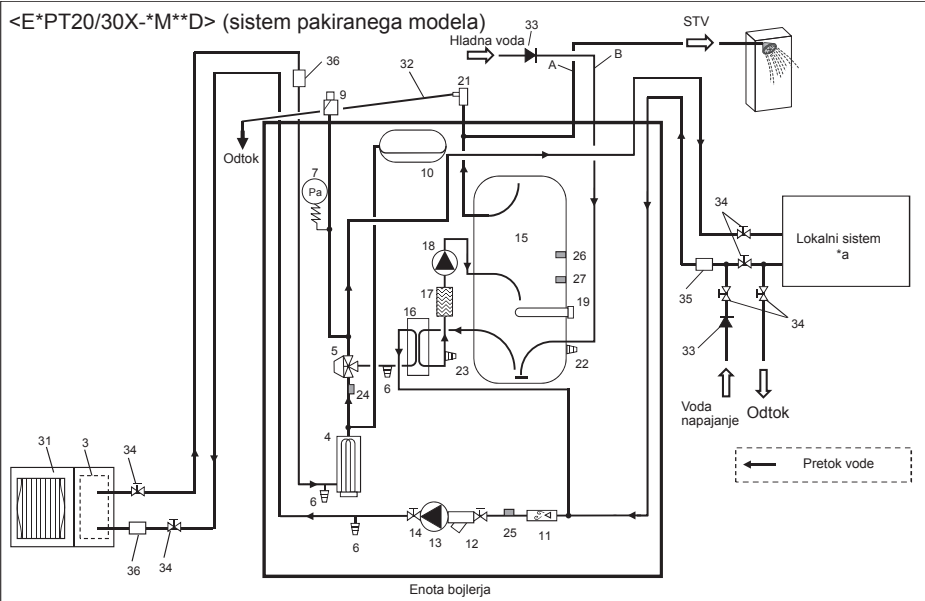 <E*PT20/30X-*M**D> (sistem pakiranega modela)
33
STV
Hladna voda
A
B
36
32
21
9
Odtok
10
7
Pa
34
15
18
26
27
Lokalni sistem
*a
17
19
16
35
34
5
22
23
33
6
24
Voda
napajanje
Odtok
4
31
3
34
6
Pretok vode
6
14
13
12
25
11
36
34
Enota bojlerja